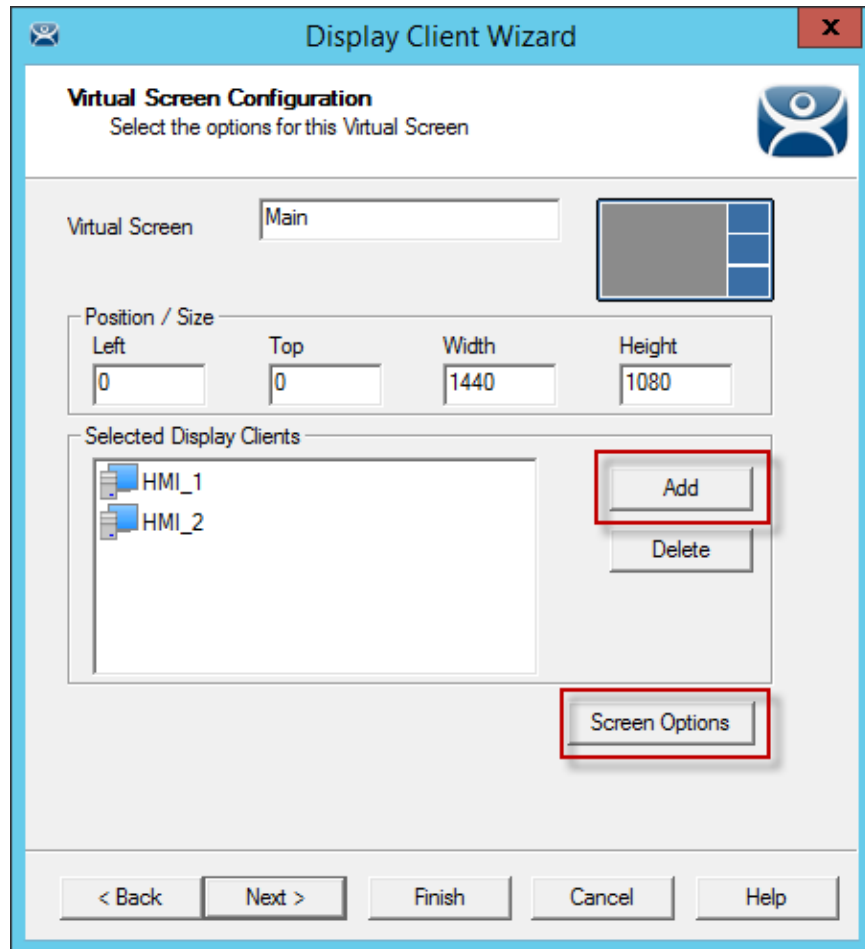 Display Client Wizard
x
Virtual Screen Configuration
Select the options for this Virtual Screen
Virtual Screen
Main
Position / Size
Left Top Width Height
0 0 1440 1080
Selected Display Clients
HMI_1
HMI_2
Add
Delete
Screen Options
< Back Next > Finish Cancel Help